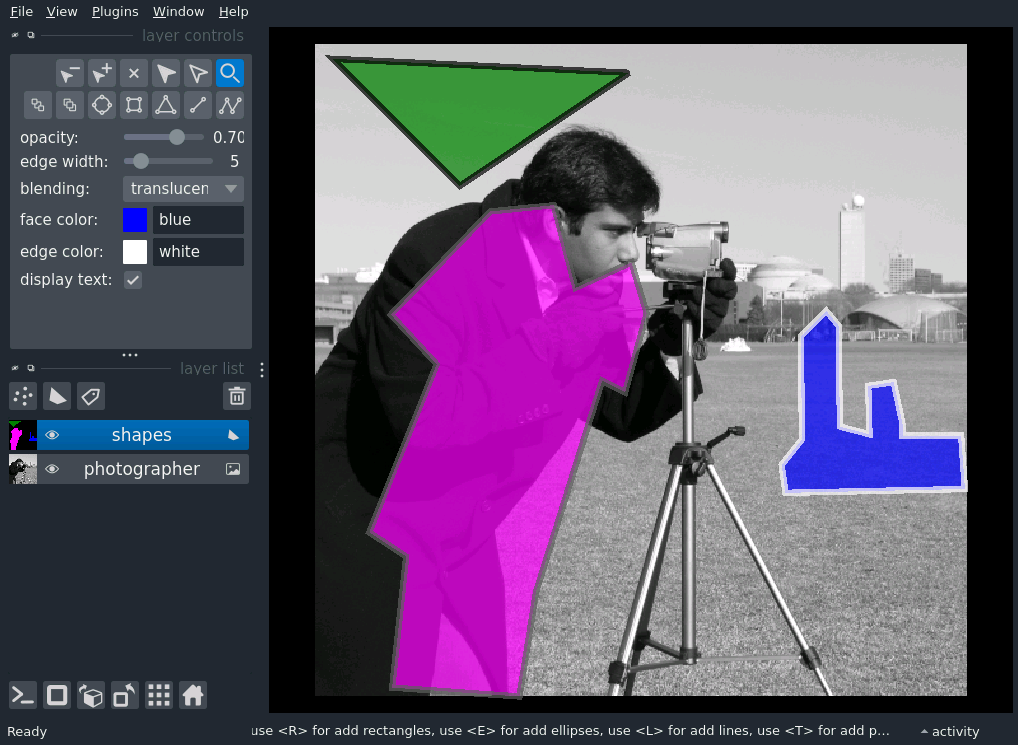 File View Plugins Window Help
layer controls
opacity: 0.70
edge width: 5
blending: translucen
face color: blue
edge color: white
display text:
layer list
shapes
photographer
Ready use <R> for add rectangles, use <E> for add ellipses, use <L> for add lines, use <T> for add p... activity